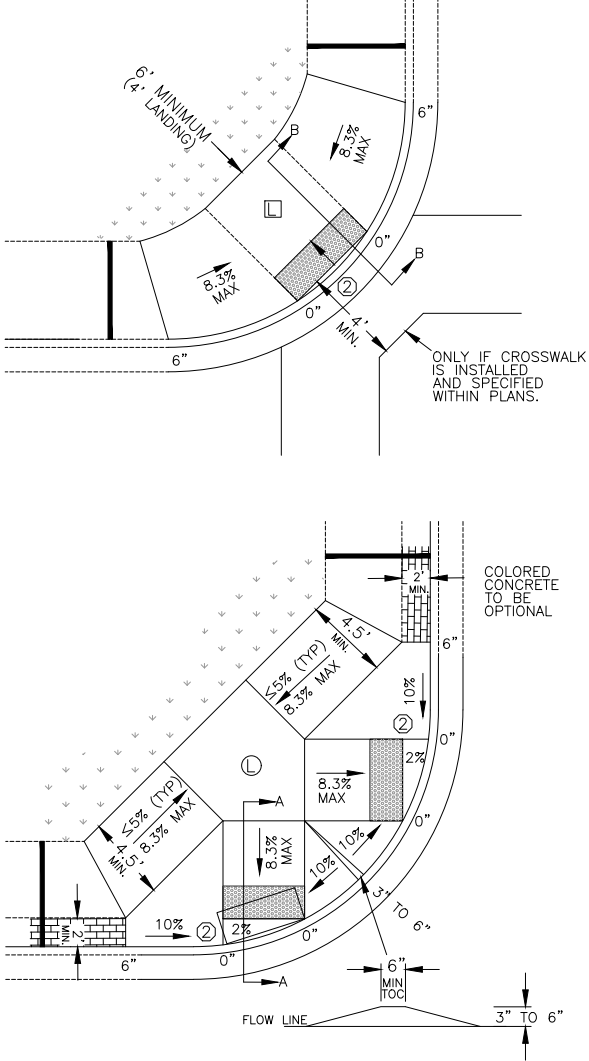 6' MINIMUM
(4' LANDING)
B
8.3%
MAX
6"
L
0"
B
8.3%
MAX
2
0"
4'
MIN.
6"
ONLY IF CROSSWALK
IS INSTALLED
AND SPECIFIED
WITHIN PLANS.
2'
MIN.
COLORED
CONCRETE
TO BE
OPTIONAL
4.5'
MIN.
6"
≤5% (TYP)
8.3% MAX
10%
2
0"
2%
L
8.3%
MAX
≤5% (TYP)
8.3% MAX
4.5'
MIN.
A
0"
8.3%
MAX
10%
10%
3" TO 6"
2'
MIN.
10%
2
2%
0"
0"
6"
A
6"
MIN
TOC
FLOW LINE
3" TO 6"